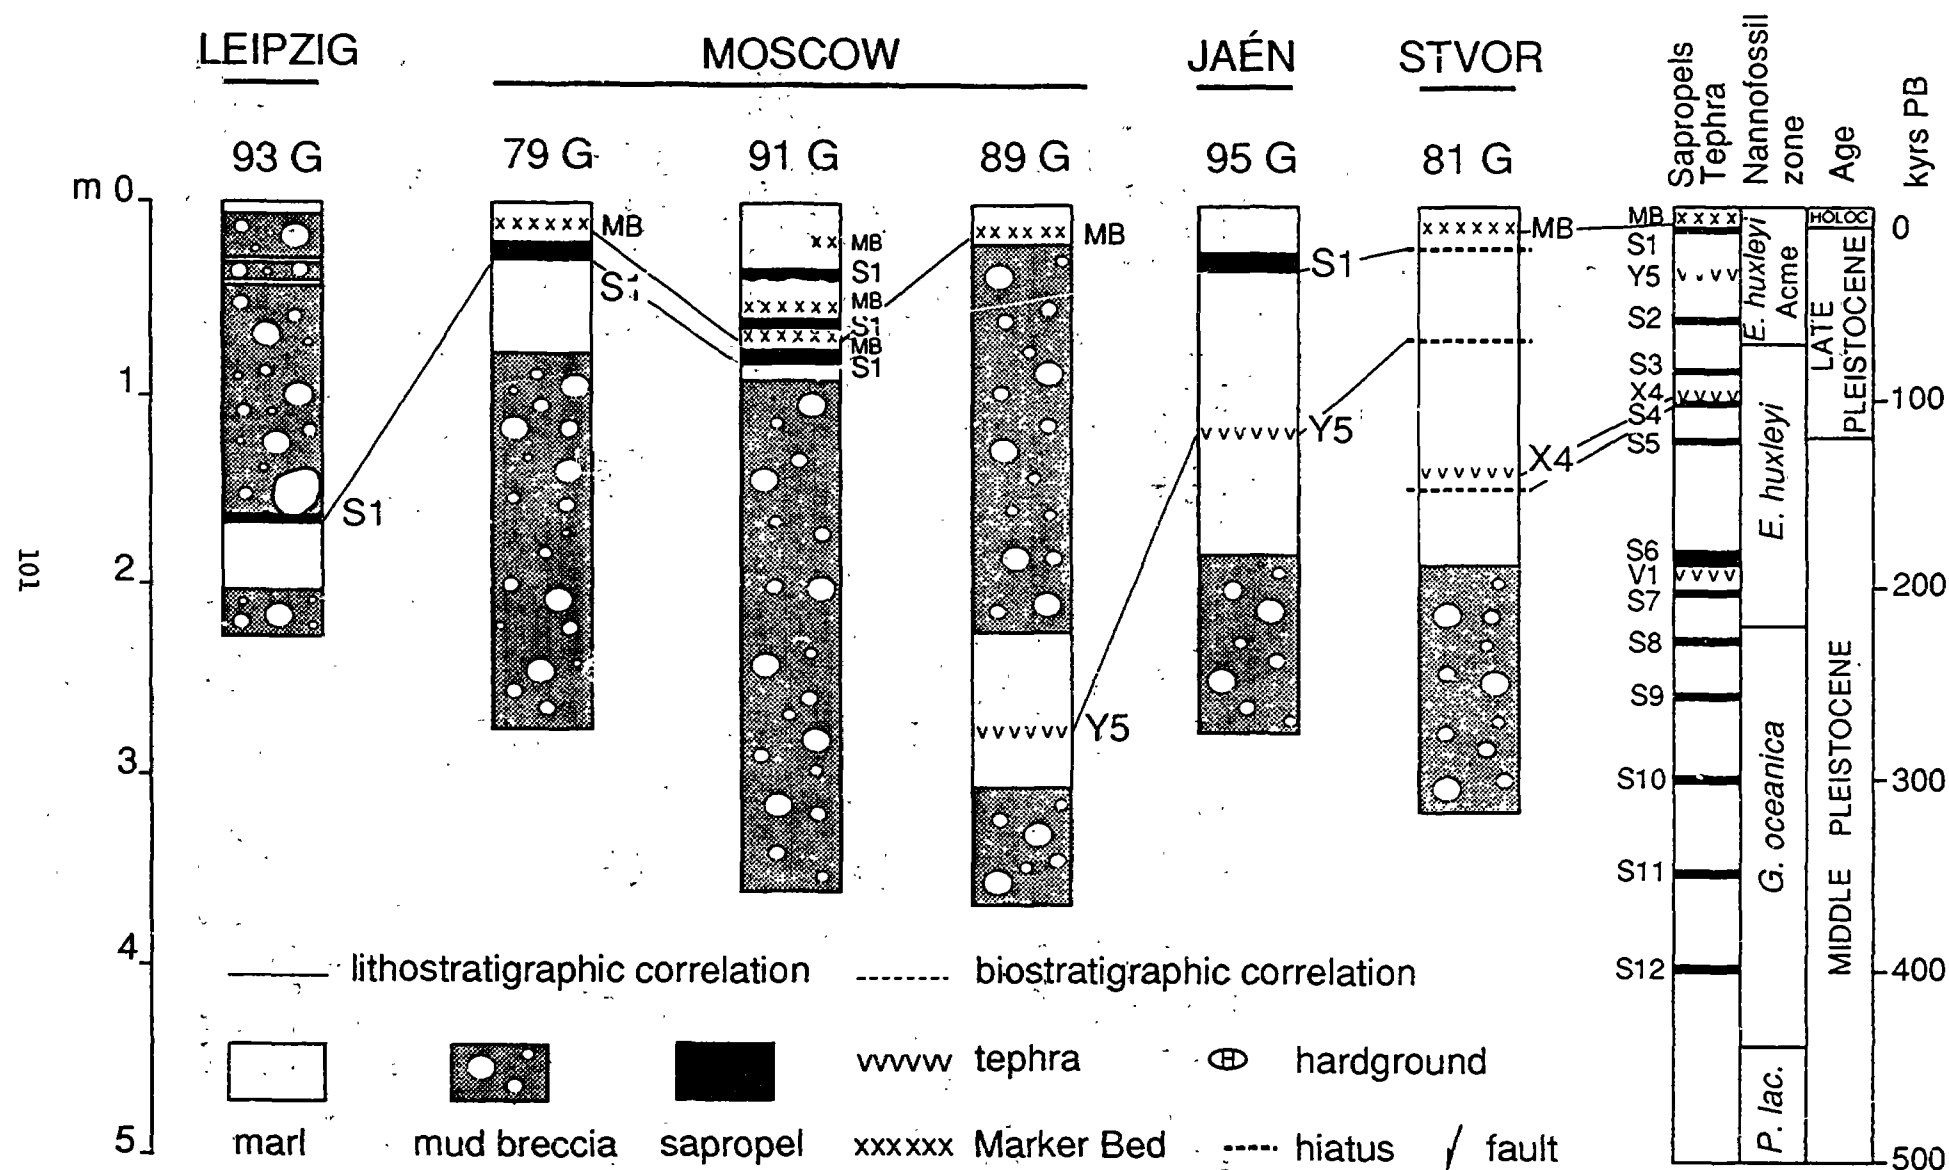 LEIPZIG MOSCOW JAÉN STVOR
93 G 79 G 91 G 89 G 95 G 81 G
Sapropels
Tephra
Nannofossil
zone
Age
kyrs PB
m 0
1
2
3
4
5
101
S1
MB
S1
MB
S1
MB
S1
MB
S1
MB
Y5
S1
Y5
MB
X4
MB
S1
Y5
S2
S3
X4
S4
S5
S6
V1
S7
S8
S9
S10
S11
S12
E. huxleyi
Acme
E. huxleyi
G. oceanica
P. lac.
HOLOC
LATE
PLEISTOCENE
MIDDLE PLEISTOCENE
0
100
200
300
400
500
lithostratigraphic correlation
biostratigraphic correlation
tephra
H hardground
marl
mud breccia
sapropel
xxxxxx Marker Bed
hiatus
fault